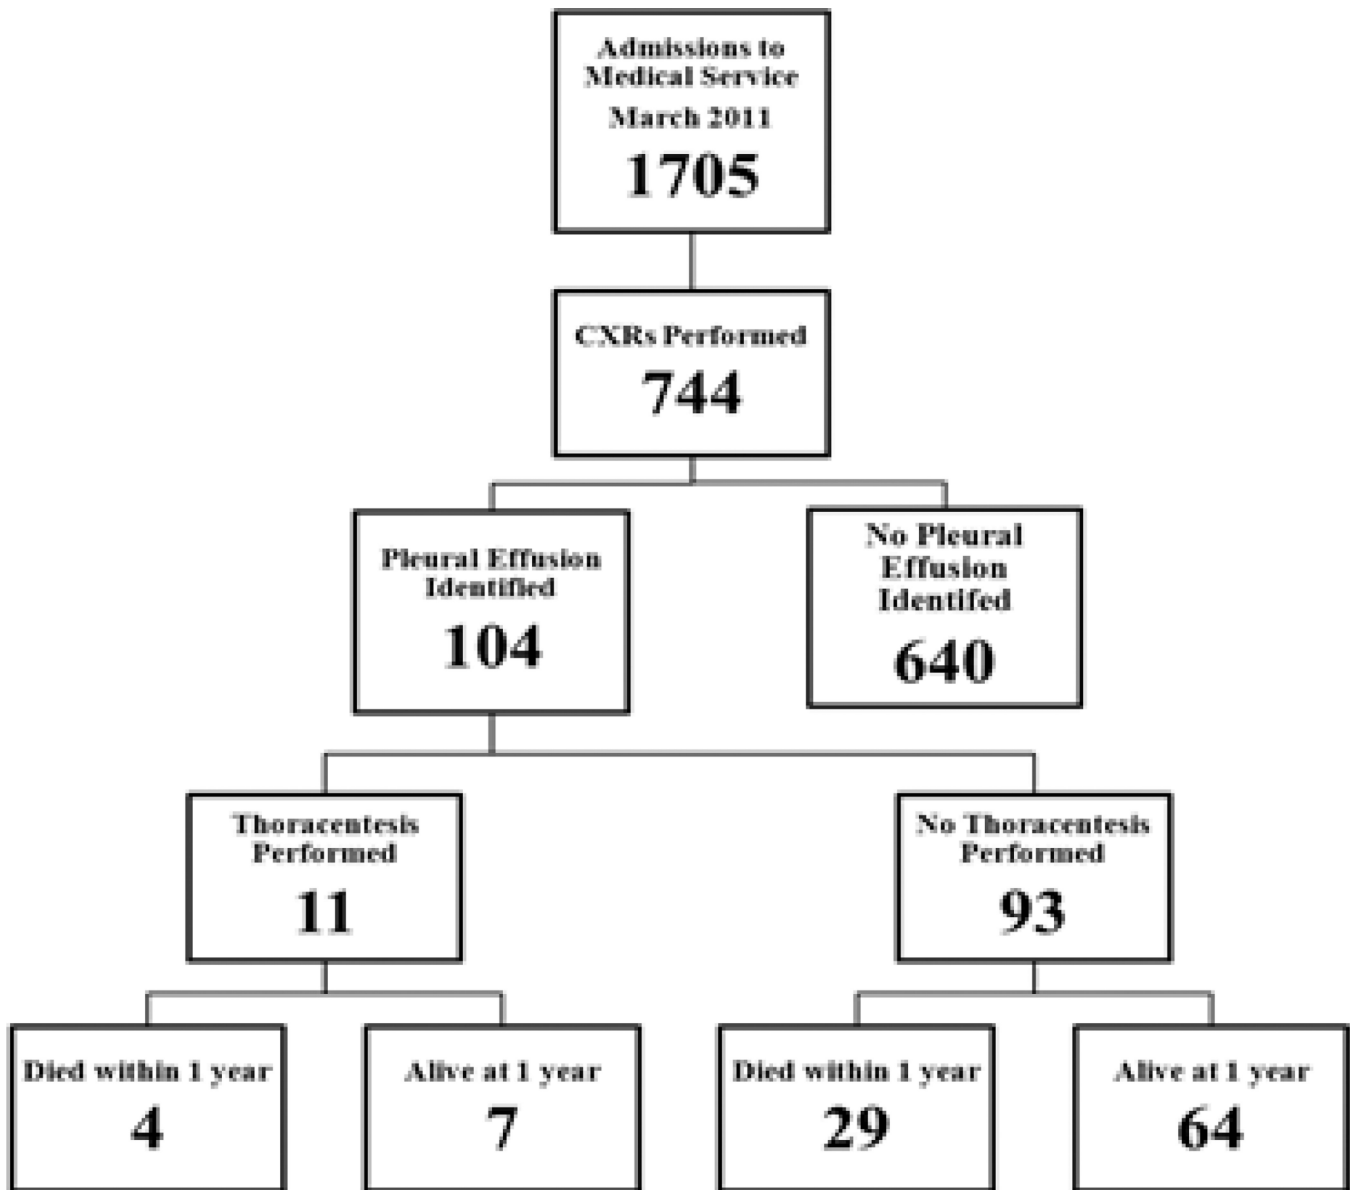 Admissions to
Medical Service
March 2011
1705
CXRs Performed
744
Pleural Effusion
Identified
104
No Pleural
Effusion
Identifed
640
Thoracentesis
Performed
11
No Thoracentesis
Performed
93
Died within 1 year
4
Alive at 1 year
7
Died within 1 year
29
Alive at 1 year
64